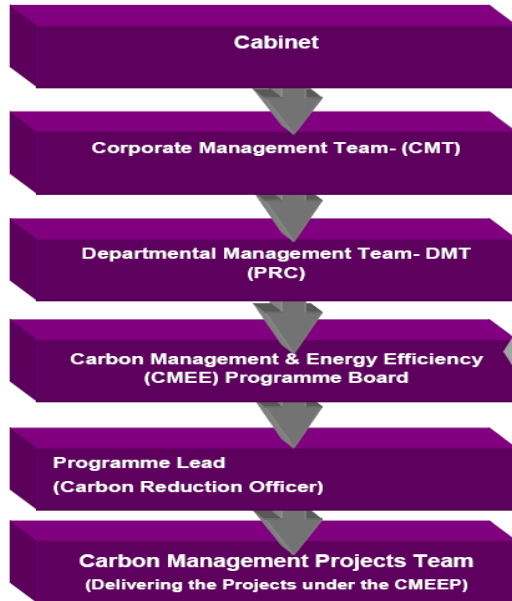 Cabinet
Corporate Management Team- (CMT)
Departmental Management Team- DMT
(PRC)
Carbon Management & Energy Efficiency
(CMEE) Programme Board
Programme Lead
(Carbon Reduction Officer)
Carbon Management Projects Team
(Delivering the Projects under the CMEEP)